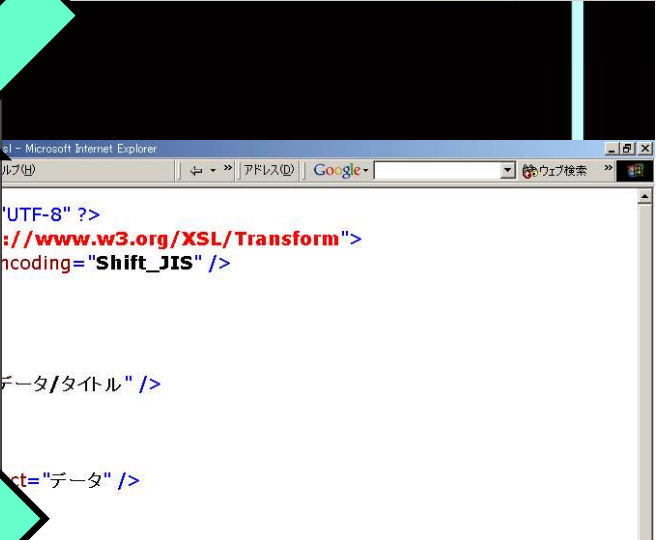 sl - Microsoft Internet Explorer
ルプ(H) » アドレス(D) Google ウェブ検索 »
"UTF-8" ?>
://www.w3.org/XSL/Transform">
ncoding="Shift_JIS" />
データ/タイトル" />
ct="データ" />